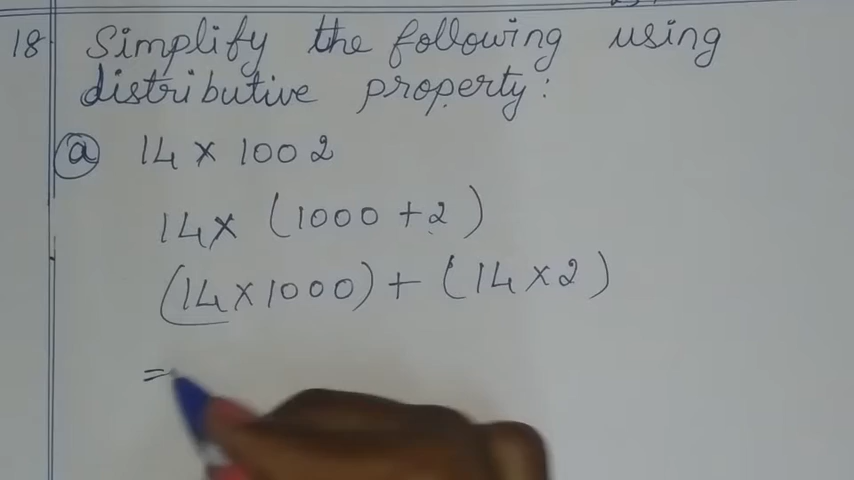 18 Simplify the following using
distributive property:
a 14 × 1002
14 × (1000 + 2)
(14 × 1000) + (14 × 2)
=